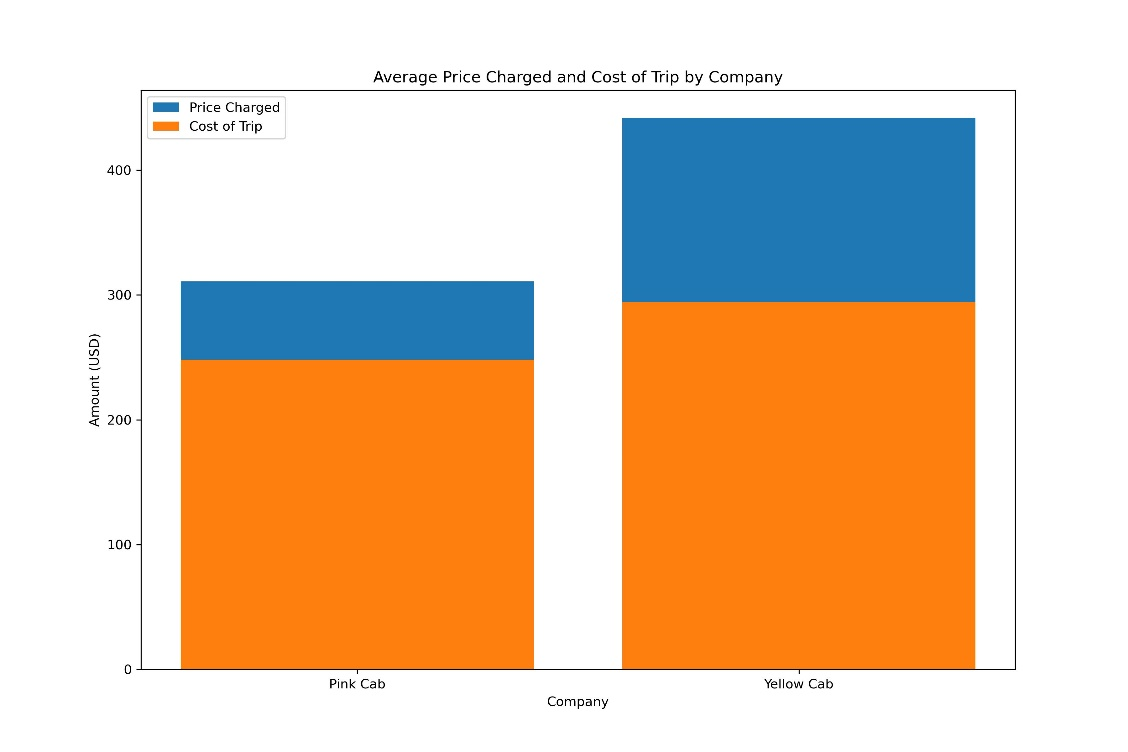 Average Price Charged and Cost of Trip by Company
Price Charged
Cost of Trip
Amount (USD)
400
300
200
100
0
Pink Cab
Yellow Cab
Company